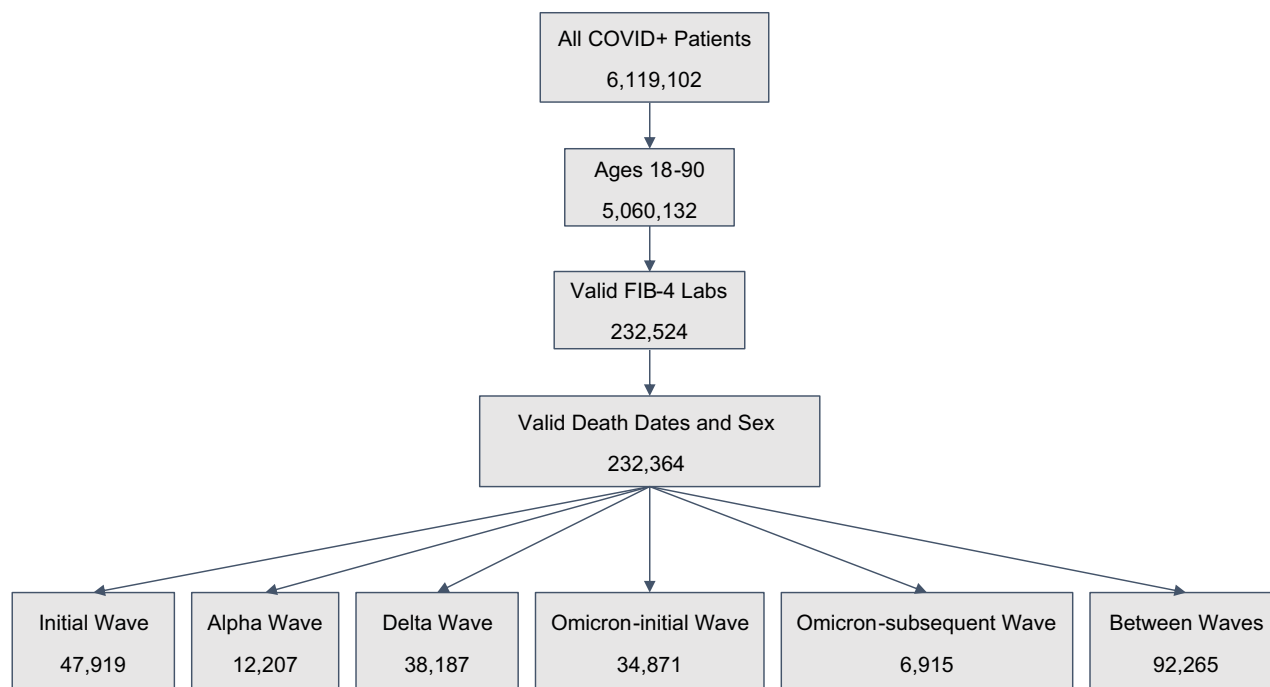 All COVID+ Patients
6,119,102
Ages 18-90
5,060,132
Valid FIB-4 Labs
232,524
Valid Death Dates and Sex
232,364
Initial Wave
47,919
Alpha Wave
12,207
Delta Wave
38,187
Omicron-initial Wave
34,871
Omicron-subsequent Wave
6,915
Between Waves
92,265